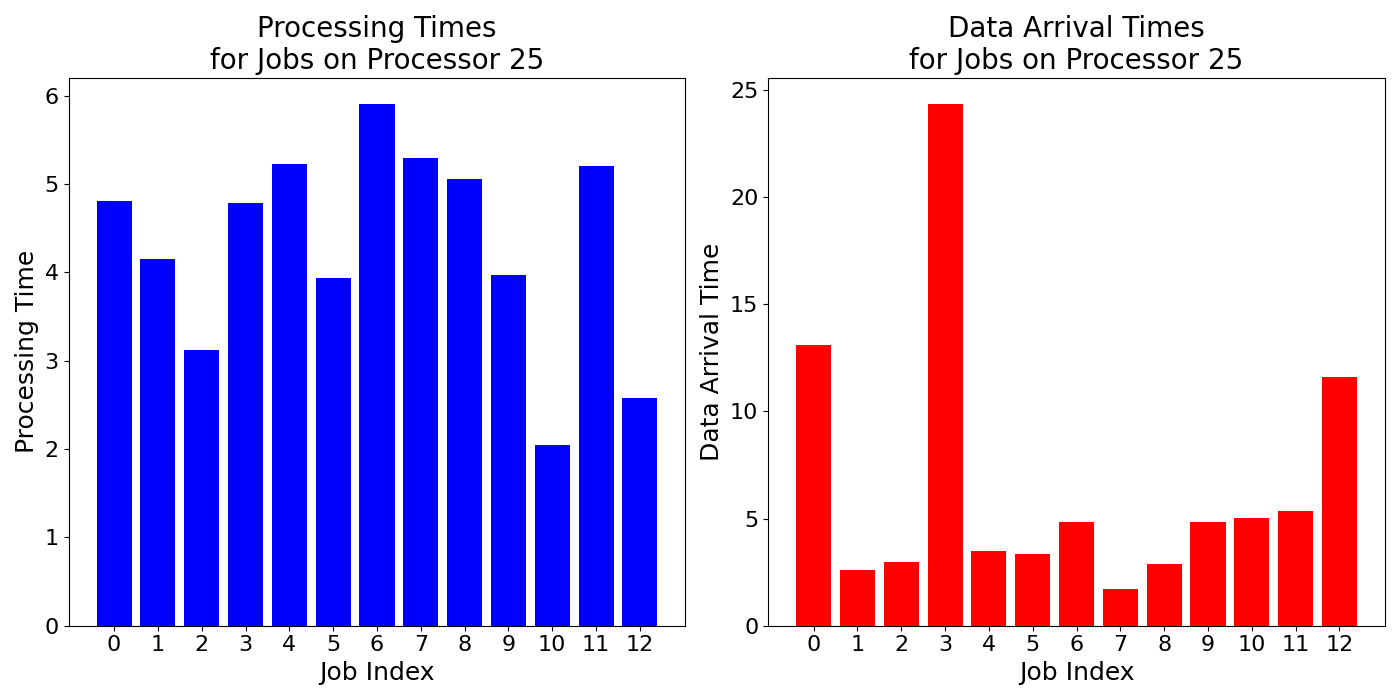 Processing Times
for Jobs on Processor 25
Processing Time
6
5
4
3
2
1
0
0 1 2 3 4 5 6 7 8 9 10 11 12
Job Index
Data Arrival Times
for Jobs on Processor 25
Data Arrival Time
25
20
15
10
5
0
0 1 2 3 4 5 6 7 8 9 10 11 12
Job Index